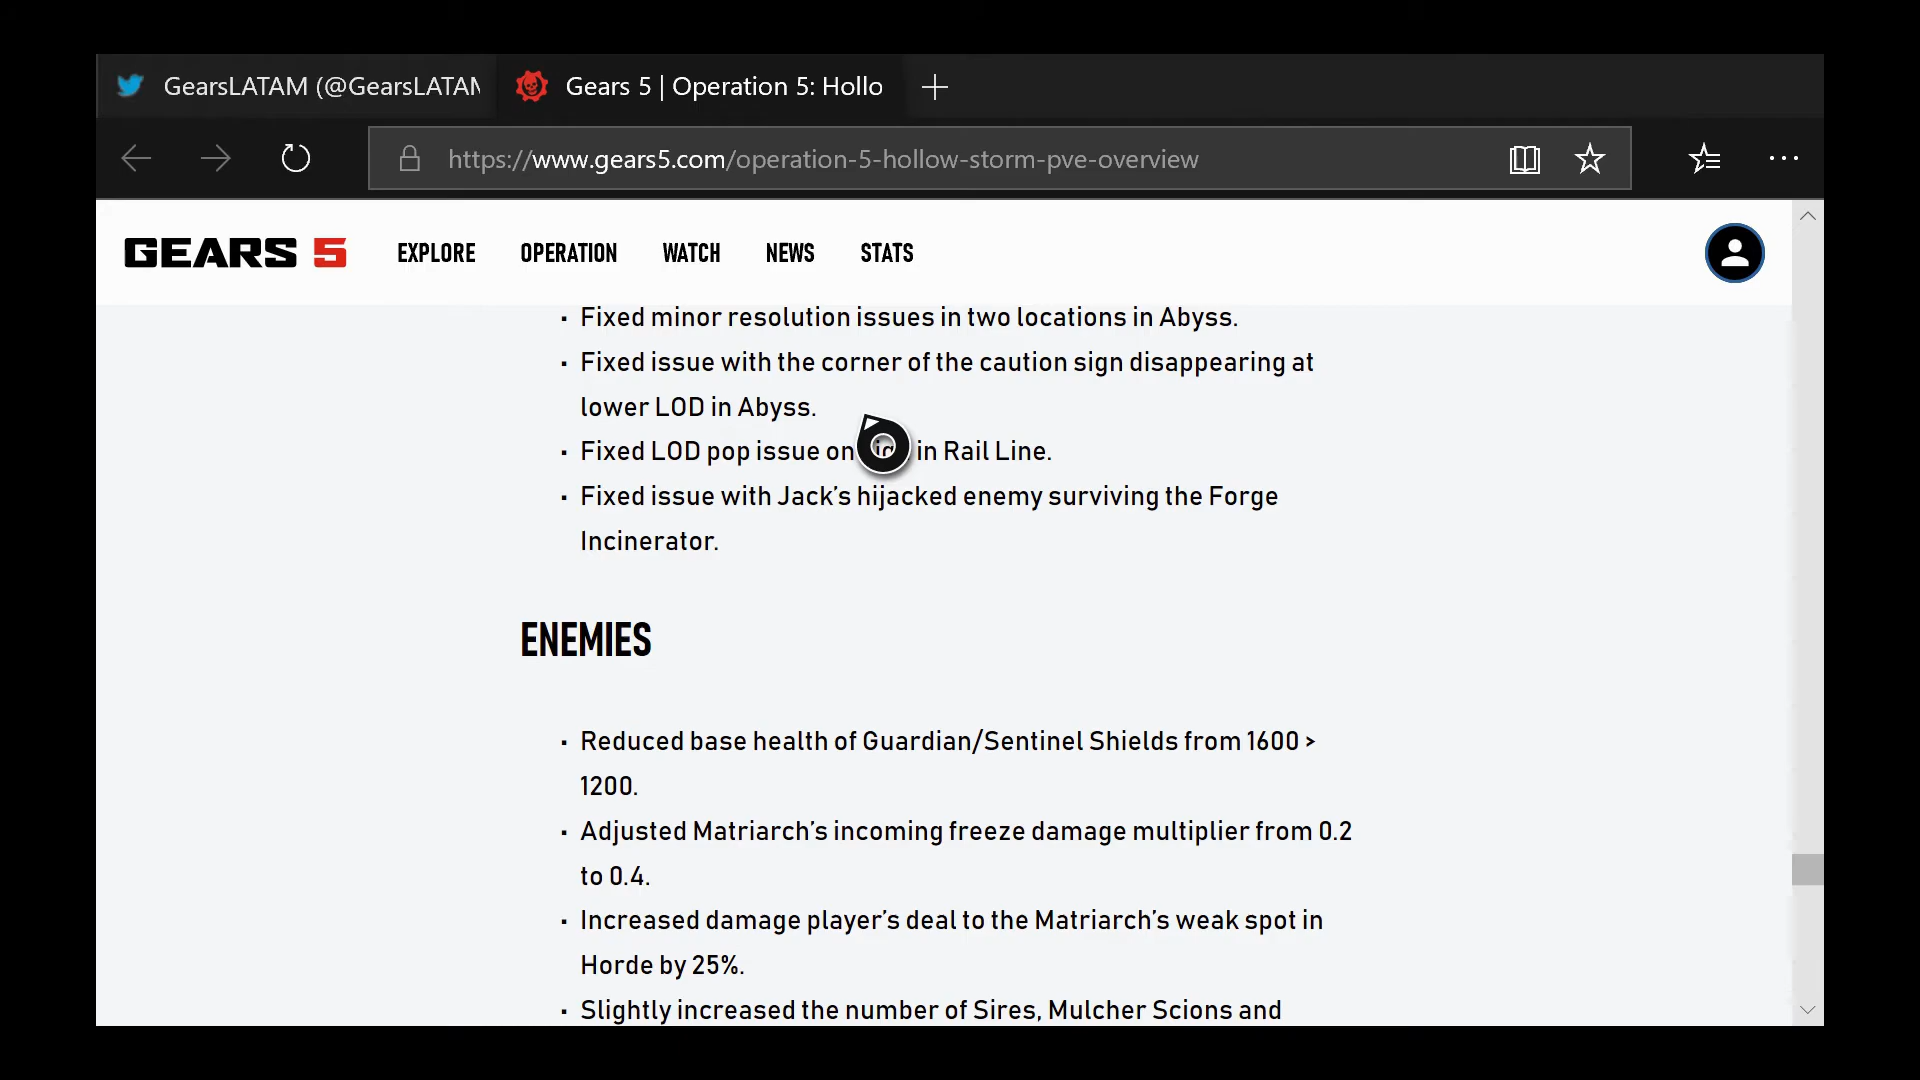 GearsLATAM (@GearsLATAM
Gears 5 | Operation 5: Hollo
https://www.gears5.com/operation-5-hollow-storm-pve-overview
GEARS 5 EXPLORE OPERATION WATCH NEWS STATS
▪ Fixed minor resolution issues in two locations in Abyss.
▪ Fixed issue with the corner of the caution sign disappearing at
lower LOD in Abyss.
▪ Fixed LOD pop issue on in Rail Line.
▪ Fixed issue with Jack’s hijacked enemy surviving the Forge
Incinerator.
ENEMIES
▪ Reduced base health of Guardian/Sentinel Shields from 1600 >
1200.
▪ Adjusted Matriarch’s incoming freeze damage multiplier from 0.2
to 0.4.
▪ Increased damage player’s deal to the Matriarch’s weak spot in
Horde by 25%.
▪ Slightly increased the number of Sires, Mulcher Scions and